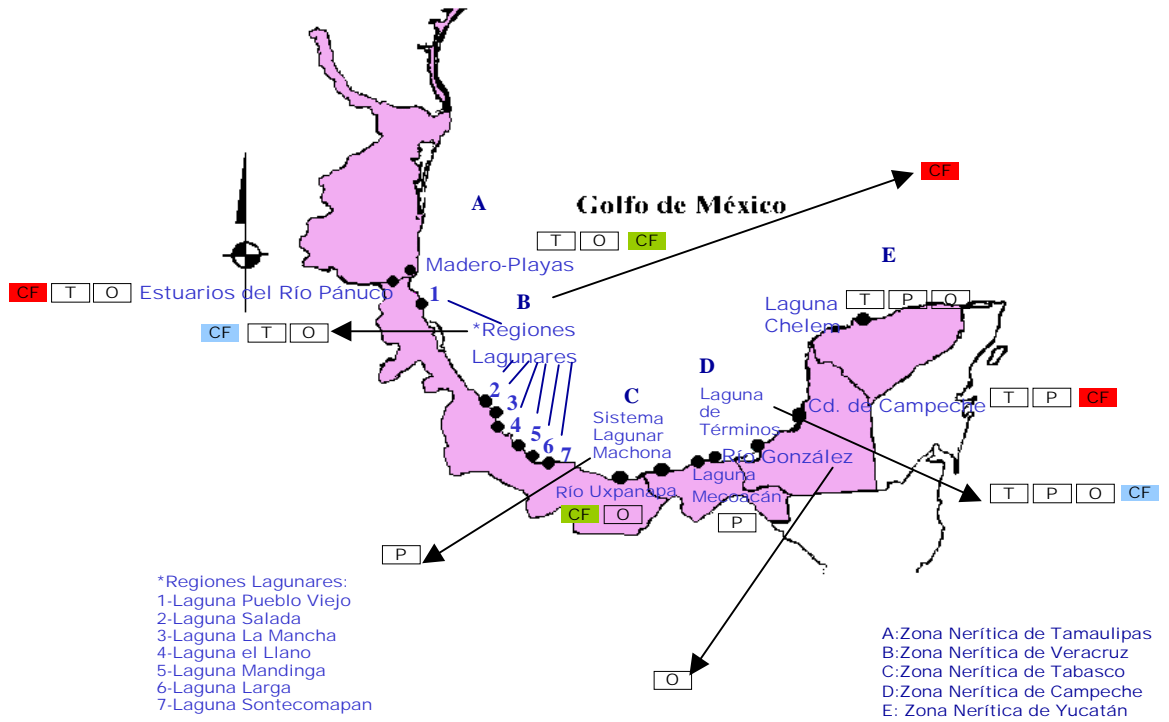 CF
A
Golfo de México
T O CF
E
Madero-Playas
CF T O Estuarios del Río Pánuco
1
B
T P O
Laguna
Chelem
CF T O
*Regiones
Lagunares
D
2
3
4
5
6
7
C
Sistema
Lagunar
Machona
Laguna
de
Términos
Cd. de Campeche
T P CF
Río González
Laguna
Mecoacán
Río Uxpanapa
CF O
P
T P O CF
P
O
*Regiones Lagunares:
1-Laguna Pueblo Viejo
2-Laguna Salada
3-Laguna La Mancha
4-Laguna el Llano
5-Laguna Mandinga
6-Laguna Larga
7-Laguna Sontecomapan
A:Zona Nerítica de Tamaulipas
B:Zona Nerítica de Veracruz
C:Zona Nerítica de Tabasco
D:Zona Nerítica de Campeche
E: Zona Nerítica de Yucatán